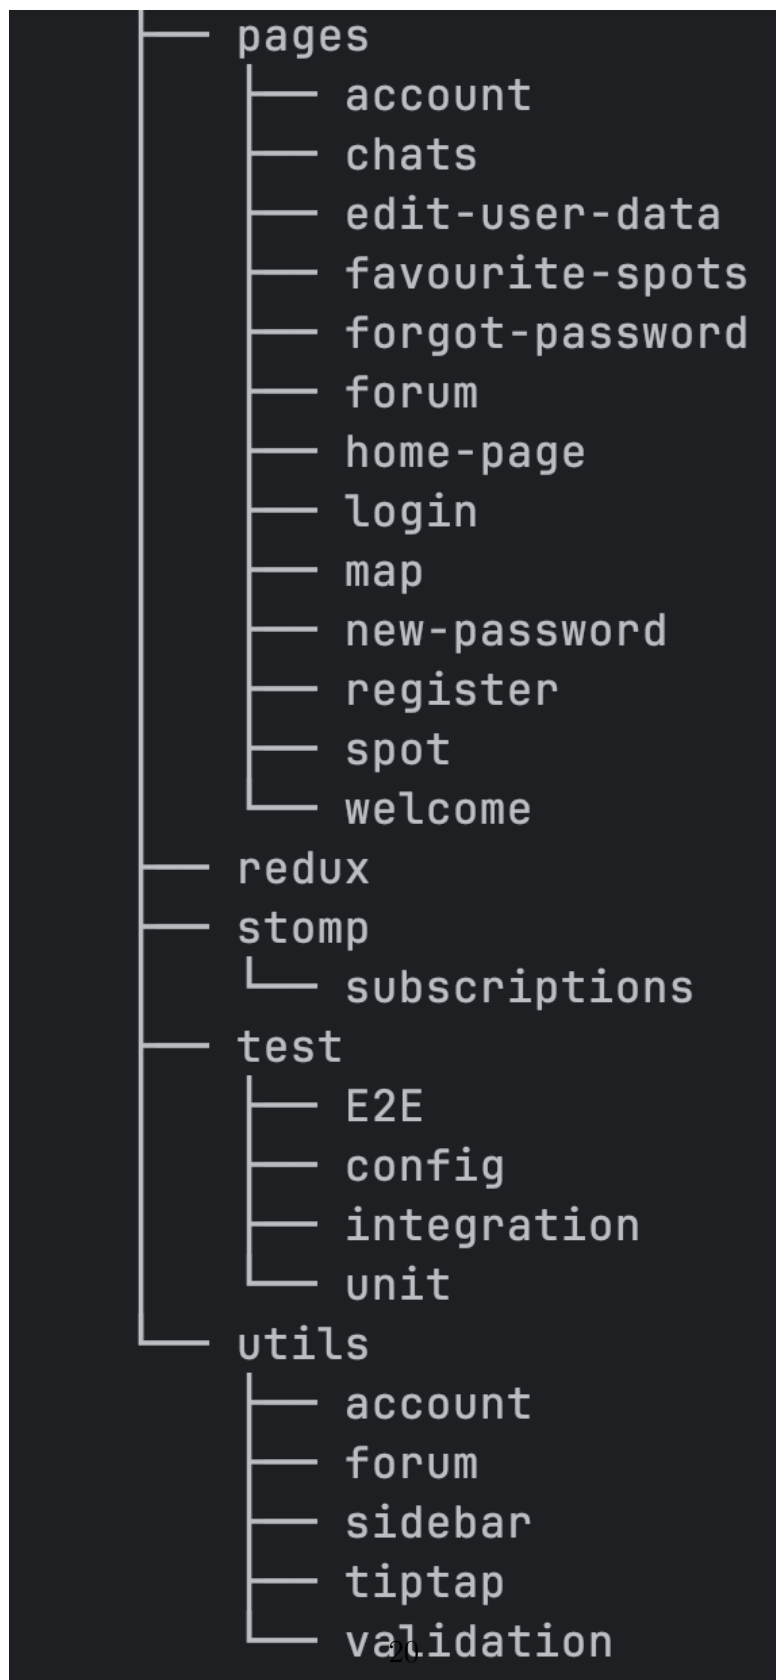 pages
account
chats
edit-user-data
favourite-spots
forgot-password
forum
home-page
login
map
new-password
register
spot
welcome
redux
stomp
subscriptions
test
E2E
config
integration
unit
utils
account
forum
sidebar
tiptap
validation
20